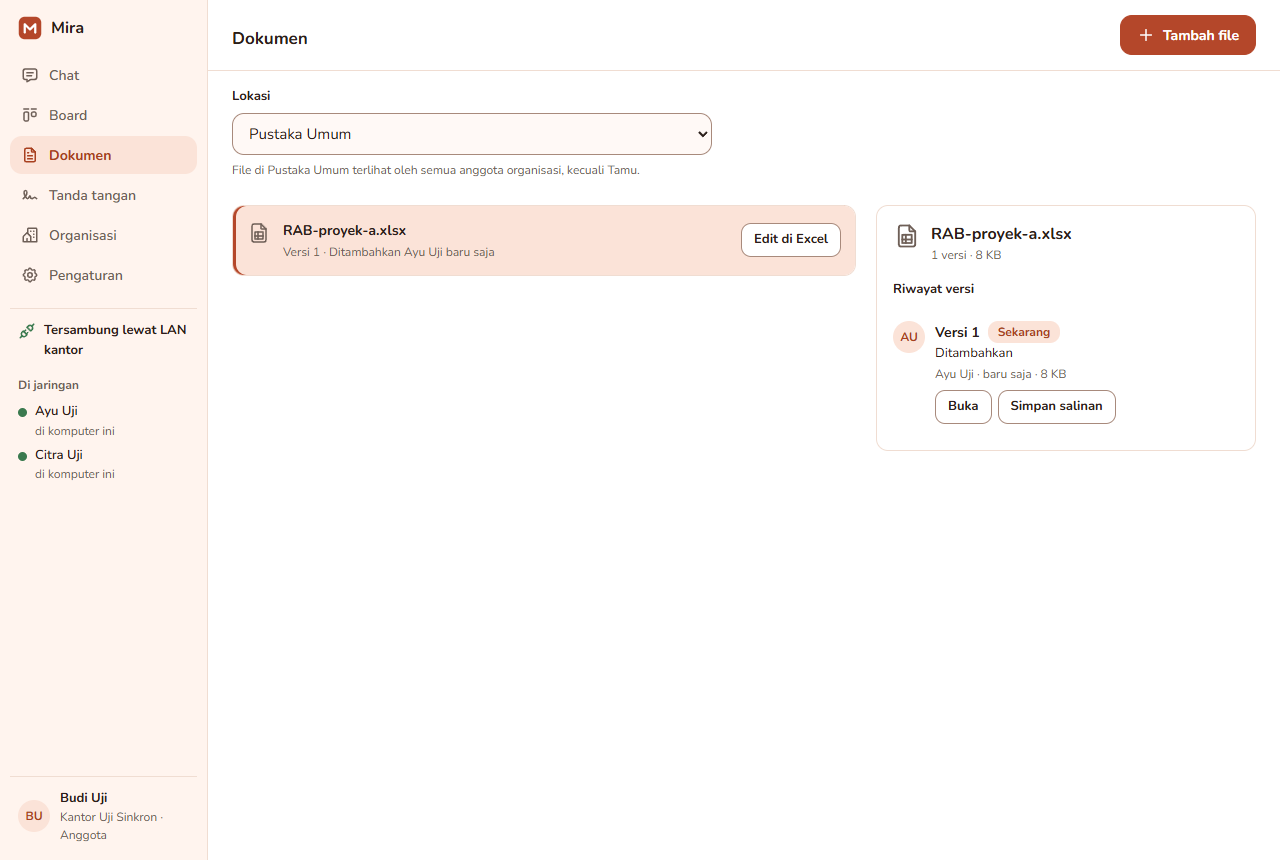 Mira
Chat
Board
Dokumen
Tanda tangan
Organisasi
Pengaturan
Tersambung lewat LAN
kantor
Di jaringan
Ayu Uji
di komputer ini
Citra Uji
di komputer ini
BU
Budi Uji
Kantor Uji Sinkron ·
Anggota
Dokumen
Tambah file
Lokasi
Pustaka Umum
File di Pustaka Umum terlihat oleh semua anggota organisasi, kecuali Tamu.
RAB-proyek-a.xlsx
Versi 1 · Ditambahkan Ayu Uji baru saja
Edit di Excel
RAB-proyek-a.xlsx
1 versi · 8 KB
Riwayat versi
AU
Versi 1 Sekarang
Ditambahkan
Ayu Uji · baru saja · 8 KB
Buka Simpan salinan